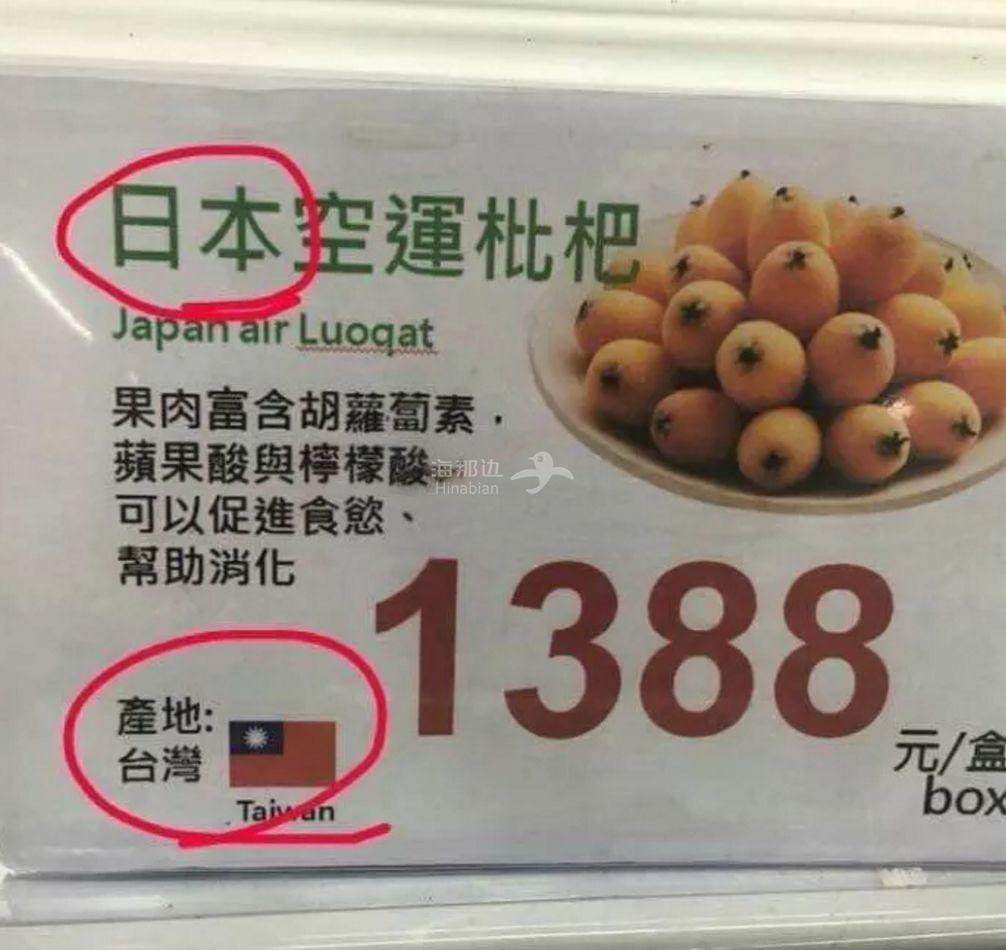 日本空運枇杷
Japan air Luoqat
果肉富含胡蘿蔔素，
蘋果酸與檸檬酸。
可以促進食慾、
幫助消化
海那边
Hinabian
1388
元/盒
box
產地:
台灣
Taiwan